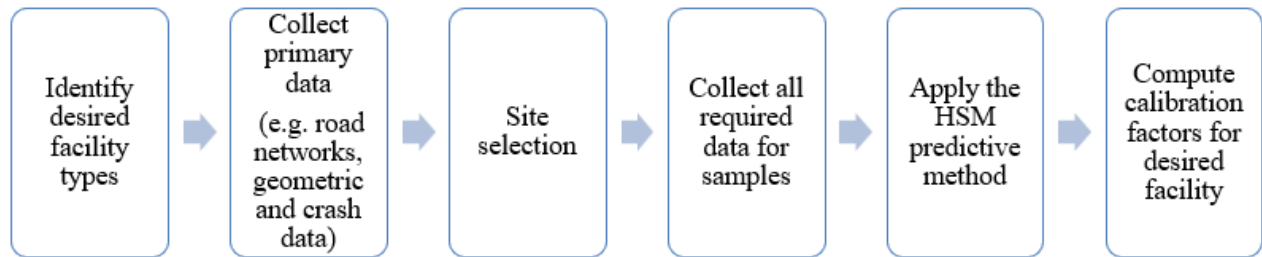 Identify
desired
facility
types
Collect
primary
data
(e.g. road
networks,
geometric
and crash
data)
Site
selection
Collect all
required
data for
samples
Apply the
HSM
predictive
method
Compute
calibration
factors for
desired
facility